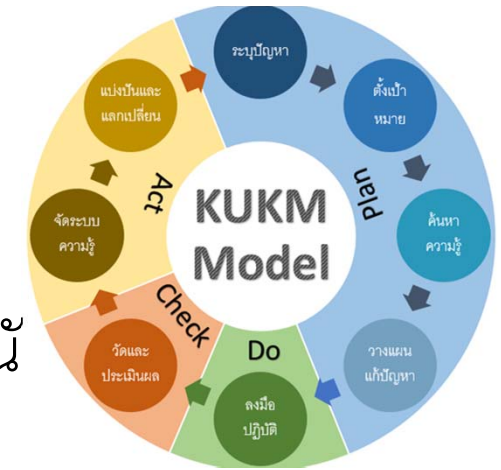 ระบุปัญหา
ตั้งเป้า
หมาย
ค้นหา
ความรู้
วางแผน
แก้ปัญหา
ลงมือ
ปฏิบัติ
วัดและ
ประเมินผล
จัดระบบ
ความรู้
แบ่งปันและ
แลกเปลี่ยน
Plan
Do
Check
Act
KUKM
Model